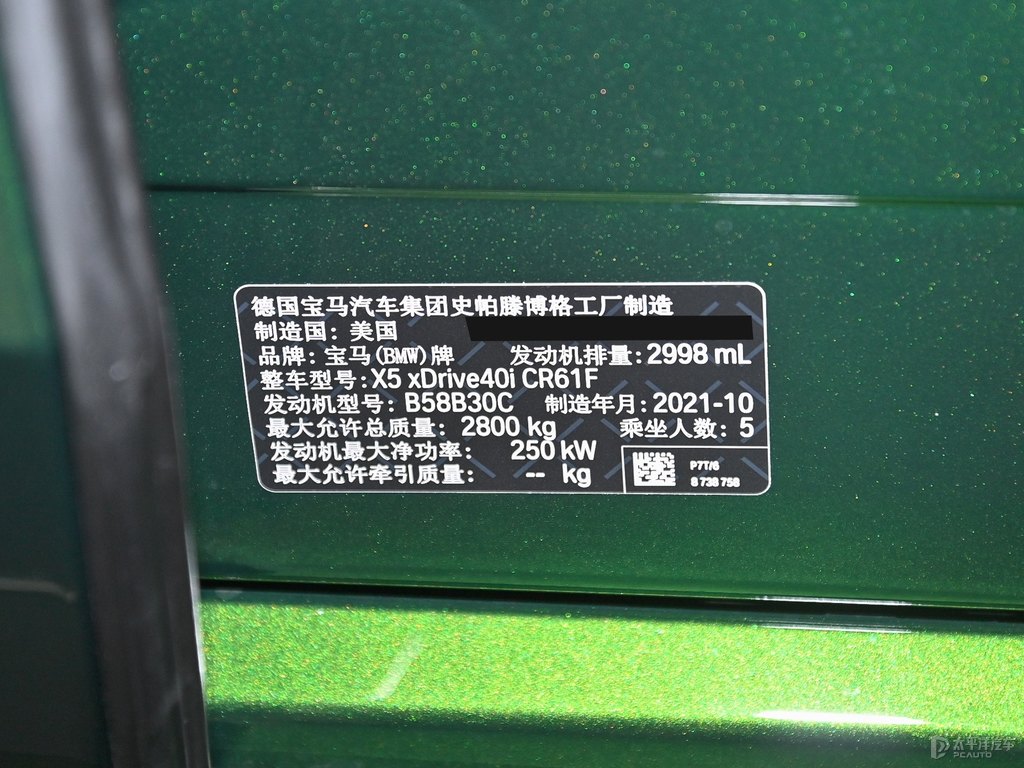 德国宝马汽车集团史帕滕博格工厂制造
制造国：美国
品牌：宝马(BMW)牌 发动机排量：2998 mL
整车型号：X5 xDrive40i CR61F
发动机型号：B58B30C 制造年月：2021-10
最大允许总质量：2800 kg 乘坐人数：5
发动机最大净功率：250 kW
最大允许牵引质量：-- kg
P7T/6
8 738 758
太平洋汽车
PCAUTO